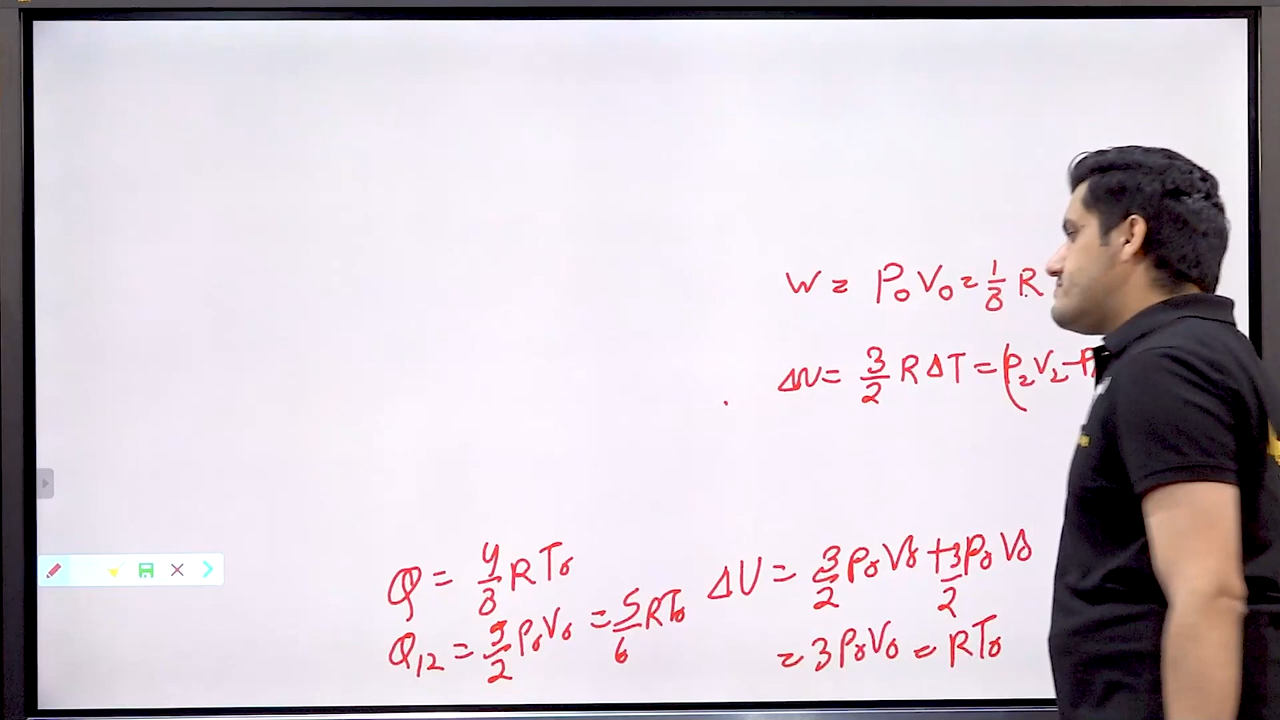 W = P₀V₀ = 1/3 R
ΔU = 3/2 RΔT = (P₂V₂ - P
Q = 4/3 RT₀
Q₁₂ = 5/2 P₀V₀ = 5/6 RT₀
ΔU = 3/2 P₀V₀ + 3/2 P₀V₀
= 3P₀V₀ = RT₀